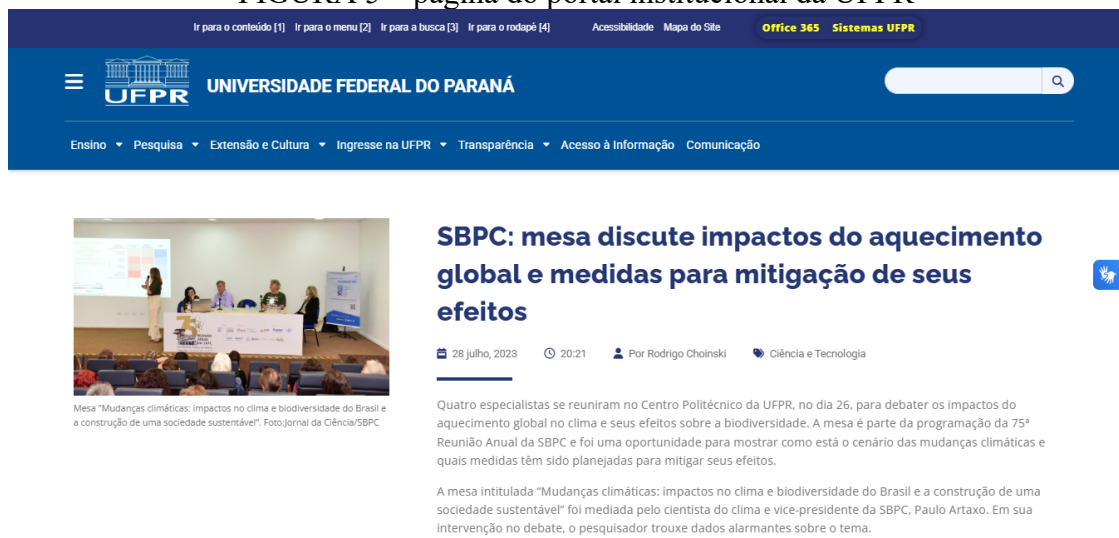 FIGURA 3 – página do portal institucional da UFPR
Ir para o conteúdo [1] Ir para o menu [2] Ir para a busca [3] Ir para o rodapé [4] Acessibilidade Mapa do Site Office 365 Sistemas UFPR
UFPR
UNIVERSIDADE FEDERAL DO PARANÁ
Ensino Pesquisa Extensão e Cultura Ingresse na UFPR Transparência Acesso à Informação Comunicação
SBPC: mesa discute impactos do aquecimento
global e medidas para mitigação de seus
efeitos
28 julho, 2023 20:21 Por Rodrigo Choinski Ciência e Tecnologia
75
Mesa "Mudanças climáticas: impactos no clima e biodiversidade do Brasil e
a construção de uma sociedade sustentável". Foto:Jornal da Ciência/SBPC
Quatro especialistas se reuniram no Centro Politécnico da UFPR, no dia 26, para debater os impactos do
aquecimento global no clima e seus efeitos sobre a biodiversidade. A mesa é parte da programação da 75ª
Reunião Anual da SBPC e foi uma oportunidade para mostrar como está o cenário das mudanças climáticas e
quais medidas têm sido planejadas para mitigar seus efeitos.
A mesa intitulada “Mudanças climáticas: impactos no clima e biodiversidade do Brasil e a construção de uma
sociedade sustentável” foi mediada pelo cientista do clima e vice-presidente da SBPC, Paulo Artaxo. Em sua
intervenção no debate, o pesquisador trouxe dados alarmantes sobre o tema.